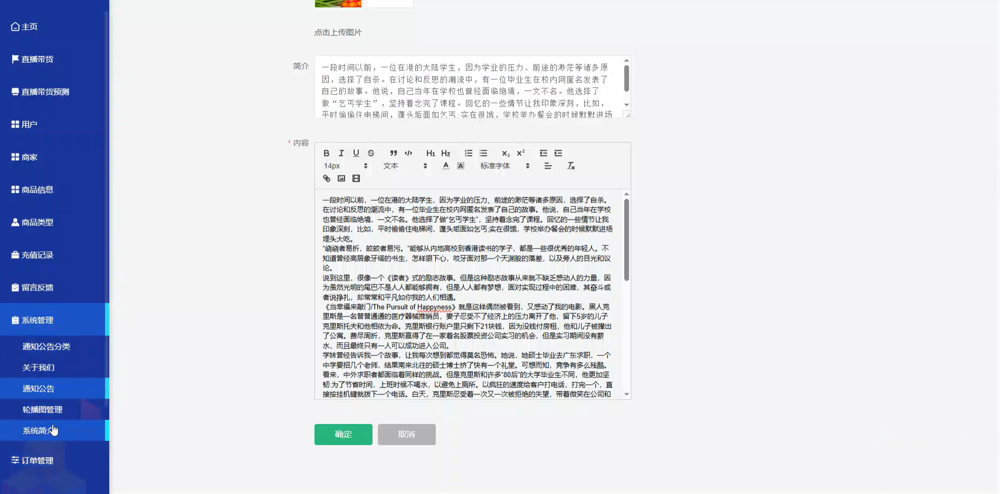 主页
直播带货
直播带货预测
用户
商家
商品信息
商品类型
充值记录
留言反馈
系统管理
通知公告分类
关于我们
通知公告
轮播图管理
系统简介
订单管理
点击上传图片
简介
一段时间以前，一位在港的大陆学生，因为学业的压力、前途的渺茫等诸多原
因，选择了自杀。在讨论和反思的潮流中，有一位毕业生在校内网匿名发表了
自己的故事。他说，自己当年在学校也曾经面临绝境，一文不名。他选择了
做“乞丐学生”，坚持着念完了课程。回忆的一些情节让我印象深刻，比如，
平时偷偷住电梯间，蓬头垢面如乞丐;实在很饿，学校举办餐会的时候默默进场
* 内容
B I U S ” </> H1 H2 X₂ X²
14px 文本 A A 标准字体 Tx
一段时间以前，一位在港的大陆学生，因为学业的压力、前途的渺茫等诸多原因，选择了自杀。
在讨论和反思的潮流中，有一位毕业生在校内网匿名发表了自己的故事。他说，自己当年在学校
也曾经面临绝境，一文不名。他选择了做“乞丐学生”，坚持着念完了课程。回忆的一些情节让我
印象深刻，比如，平时偷偷住电梯间，蓬头垢面如乞丐;实在很饿，学校举办餐会的时候默默进场
埋头大吃。
“峣峣者易折，皎皎者易污。”能够从内地高校到香港读书的学子，都是一些很优秀的年轻人。不
知道曾经高居象牙塔的书生，怎样狠下心，咬牙面对那一个天渊般的落差，以及旁人的目光和议
论。
说到这里，很像一个《读者》式的励志故事。但是这种励志故事从来就不缺乏感动人的力量，因
为虽然光明的尾巴不是人人都能够拥有，但是人人都有梦想，面对实现过程中的困难，其奋斗或
者说挣扎，却常常和平凡如你我的人们相遇。
《当幸福来敲门/The Pursuit of Happyness》就是这样偶然被看到，又感动了我的电影。黑人克
里斯是一名普普通通的医疗器械推销员，妻子忍受不了经济上的压力离开了他，留下5岁的儿子
克里斯托夫和他相依为命。克里斯银行账户里只剩下21块钱，因为没钱付房租，他和儿子被撵出
了公寓。费尽周折，克里斯赢得了在一家着名股票投资公司实习的机会，但是实习期间没有薪
水，而且最终只有一人可以成功进入公司。
学妹曾经告诉我一个故事，让我每次想到都觉得莫名恐怖。她说，她硕士毕业去广东求职，一个
中学要招几个老师，结果南来北往的硕士博士挤了快有一个礼堂。可想而知，竞争有多么残酷。
看来，中外求职者都面临着同样的挑战。但是克里斯和许多“80后”的大学毕业生不同，他更加坚
韧:为了节省时间，上班时候不喝水，以避免上厕所。以疯狂的速度给客户打电话，打完一个，直
接按挂机键就拨下一个电话。白天，克里斯忍受着一次又一次被拒绝的失望，带着微笑在公司和
确定
取消